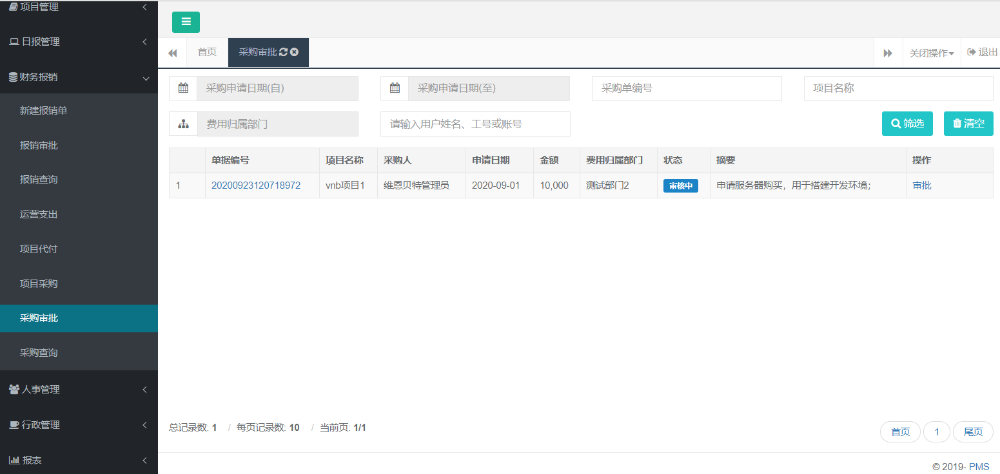 项目管理
日报管理
财务报销
新建报销单
报销审批
报销查询
运营支出
项目代付
项目采购
采购审批
采购查询
人事管理
行政管理
报表
首页 采购审批 关闭操作 退出
采购申请日期(自) 采购申请日期(至) 采购单编号 项目名称
费用归属部门 请输入用户姓名、工号或账号 筛选 清空
单据编号 项目名称 采购人 申请日期 金额 费用归属部门 状态 摘要 操作
1 20200923120718972 vnb项目1 维恩贝特管理员 2020-09-01 10,000 测试部门2 审核中 申请服务器购买，用于搭建开发环境； 审批
总记录数: 1 / 每页记录数: 10 / 当前页: 1/1
首页 1 尾页
© 2019- PMS